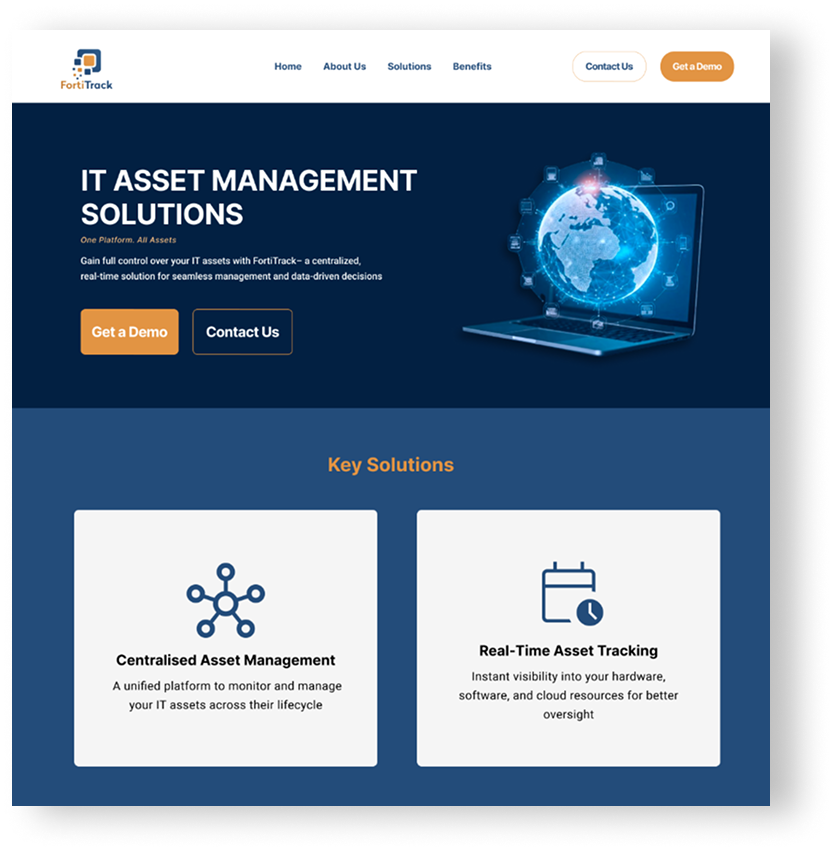 FortiTrack
Home
About Us
Solutions
Benefits
Contact Us
Get a Demo
IT ASSET MANAGEMENT
SOLUTIONS
One Platform. All Assets
Gain full control over your IT assets with FortiTrack– a centralized,
real-time solution for seamless management and data-driven decisions
Get a Demo
Contact Us
Key Solutions
Centralised Asset Management
A unified platform to monitor and manage
your IT assets across their lifecycle
Real-Time Asset Tracking
Instant visibility into your hardware,
software, and cloud resources for better
oversight